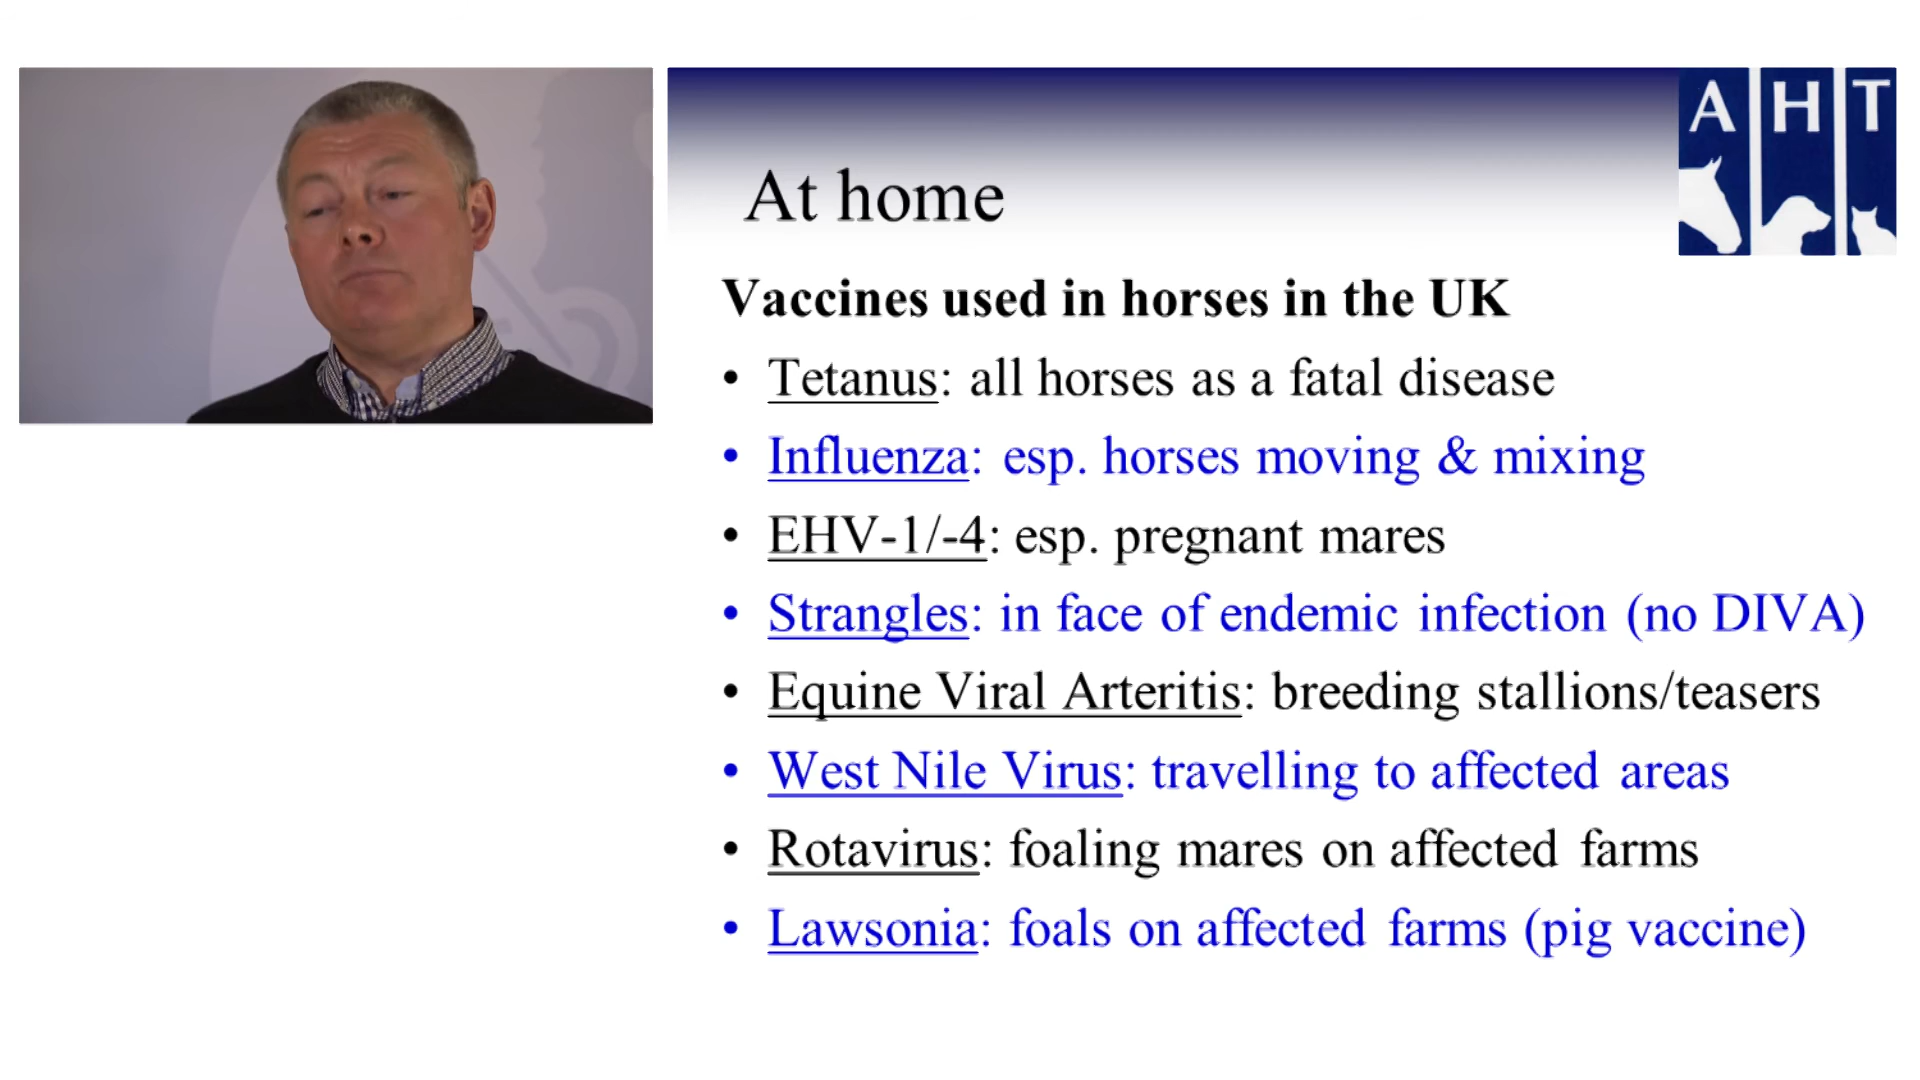 A H T
At home
Vaccines used in horses in the UK
• Tetanus: all horses as a fatal disease
• Influenza: esp. horses moving & mixing
• EHV-1/-4: esp. pregnant mares
• Strangles: in face of endemic infection (no DIVA)
• Equine Viral Arteritis: breeding stallions/teasers
• West Nile Virus: travelling to affected areas
• Rotavirus: foaling mares on affected farms
• Lawsonia: foals on affected farms (pig vaccine)